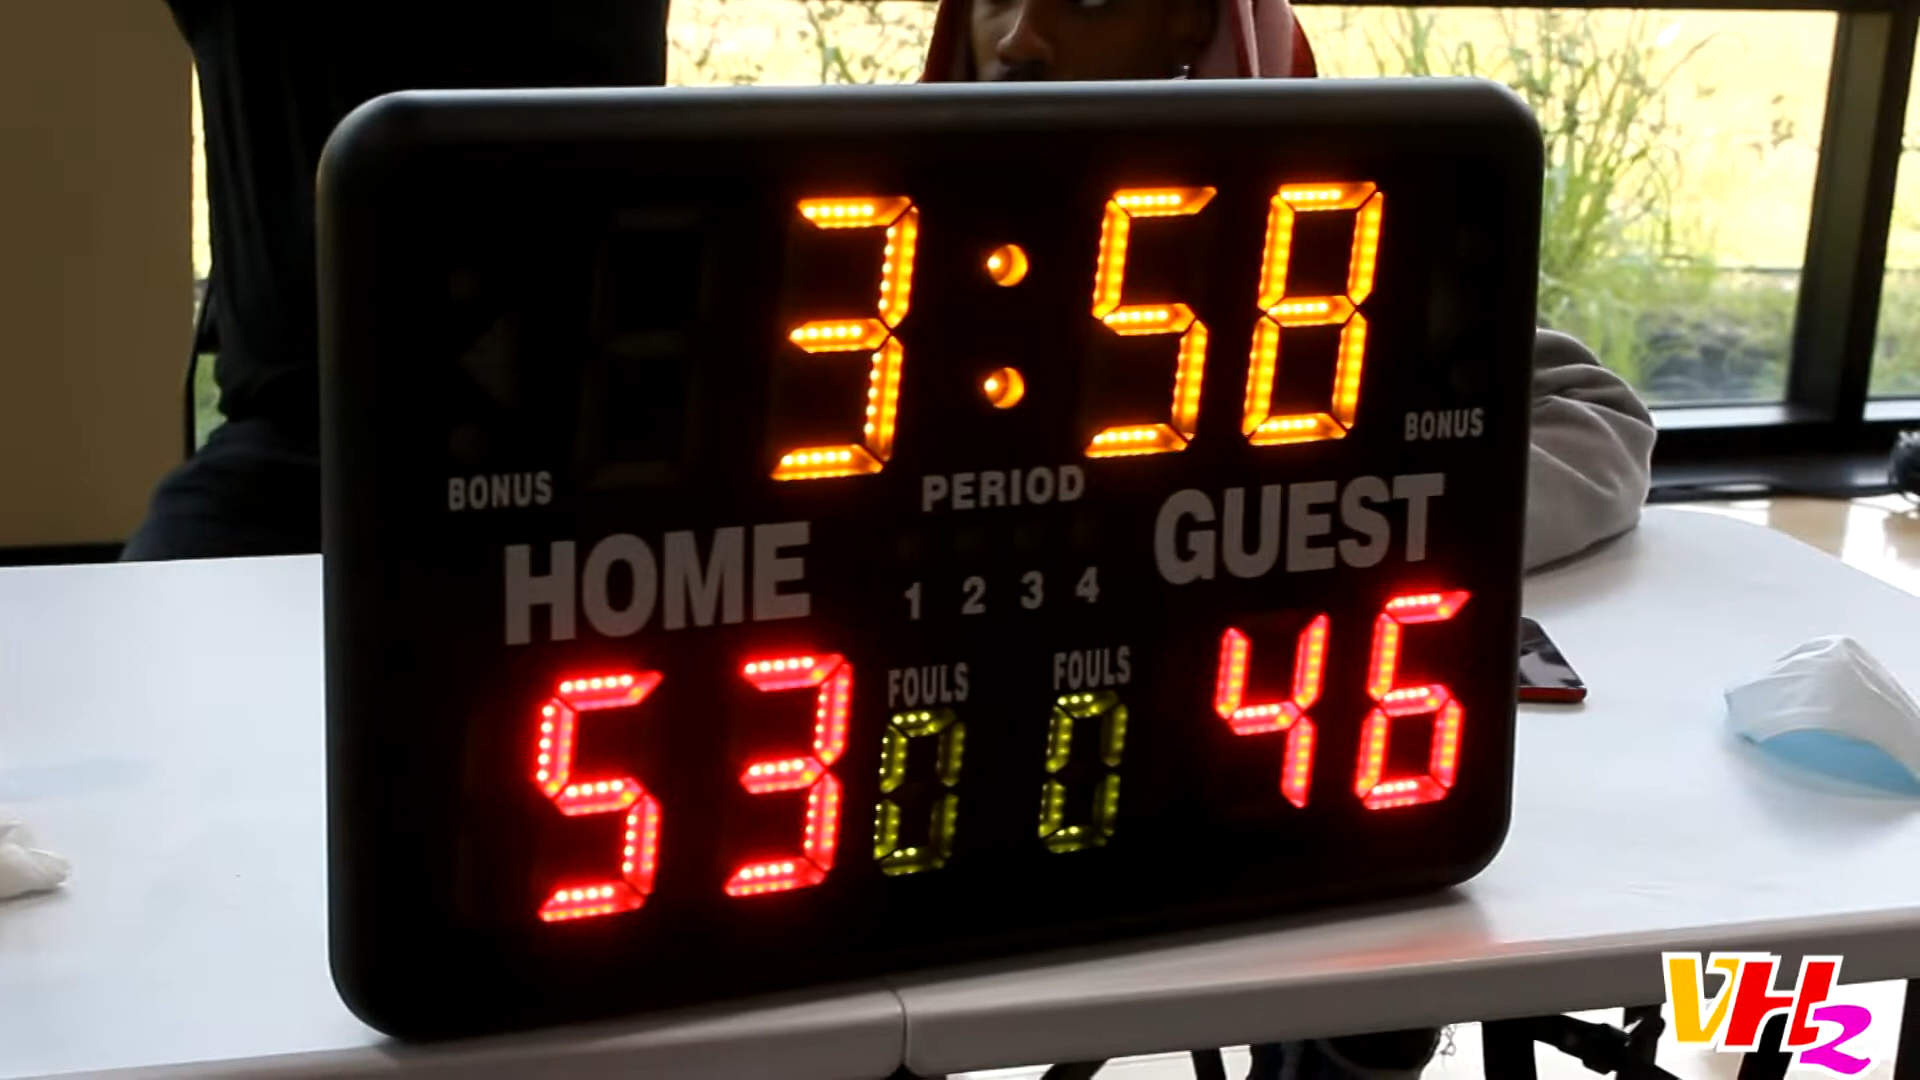 3:58
BONUS
BONUS
PERIOD
HOME
GUEST
1 2 3 4
FOULS
FOULS
53
0
0
46
VH2